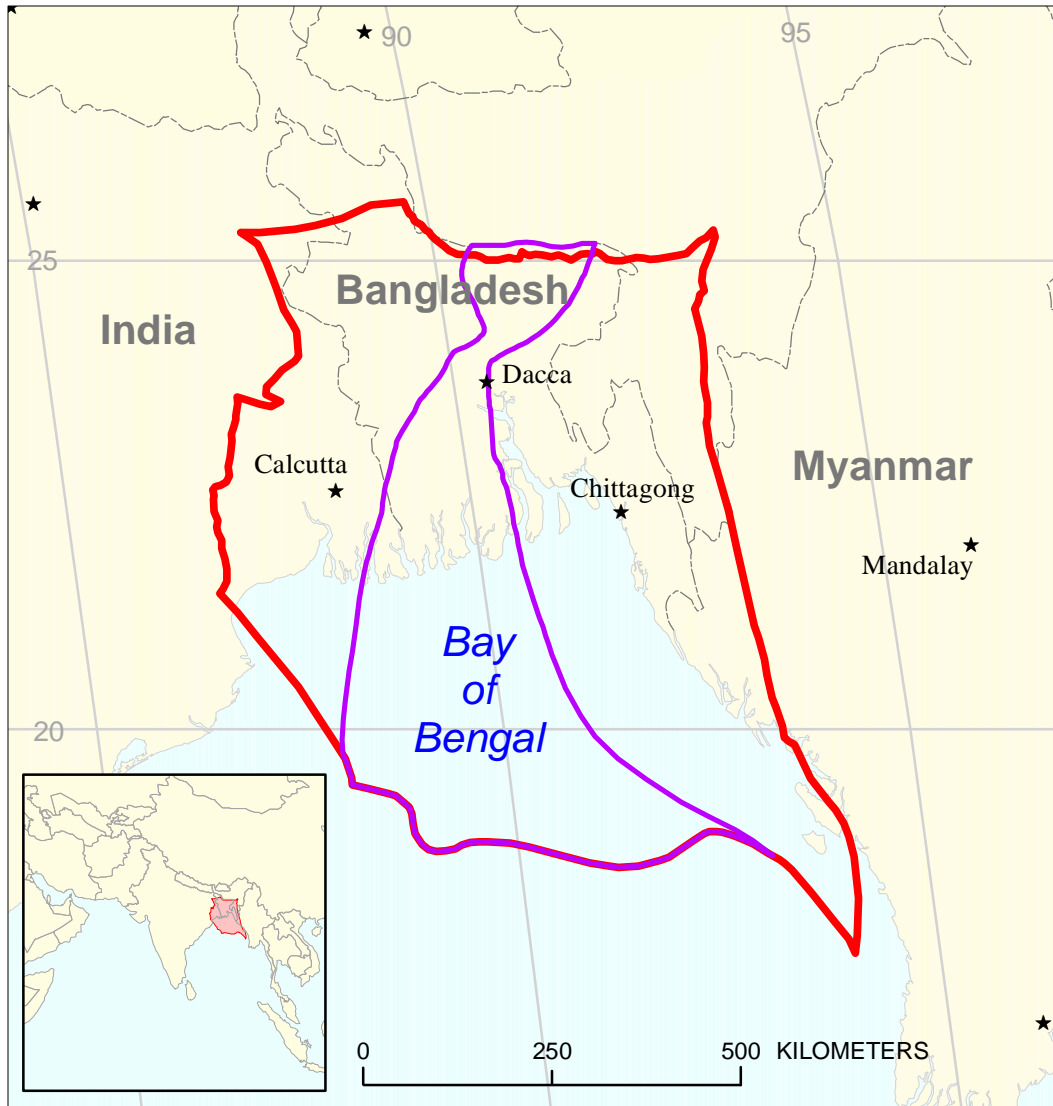 90
95
25
Bangladesh
India
Dacca
Calcutta
Myanmar
Chittagong
Mandalay
Bay
of
Bengal
20
0 250 500 KILOMETERS